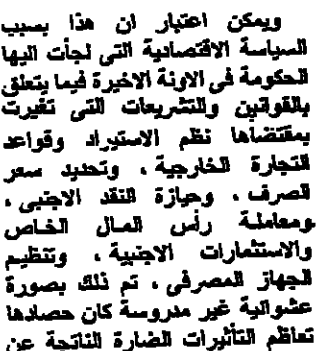 ويمكن اعتبار ان هذا بسبب
السياسة الاقتصادية التى لجأت اليها
الحكومة فى الاونة الاخيرة فيما يتعلق
بالقوانين والتشريعات التى تغيرت
بمقتضاها نظم الاستيراد وقواعد
التجارة الخارجية ، وتحديد سعر
الصرف ، وحيازة النقد الاجنبى ،
ومعاملة رأس المال الخاص
والاستثمارات الاجنبية ، وتنظيم
الجهاز المصرفى ، تم ذلك بصورة
عشوائية غير مدروسة كان حصادها
تعاظم التأثيرات الضارة الناتجة عن